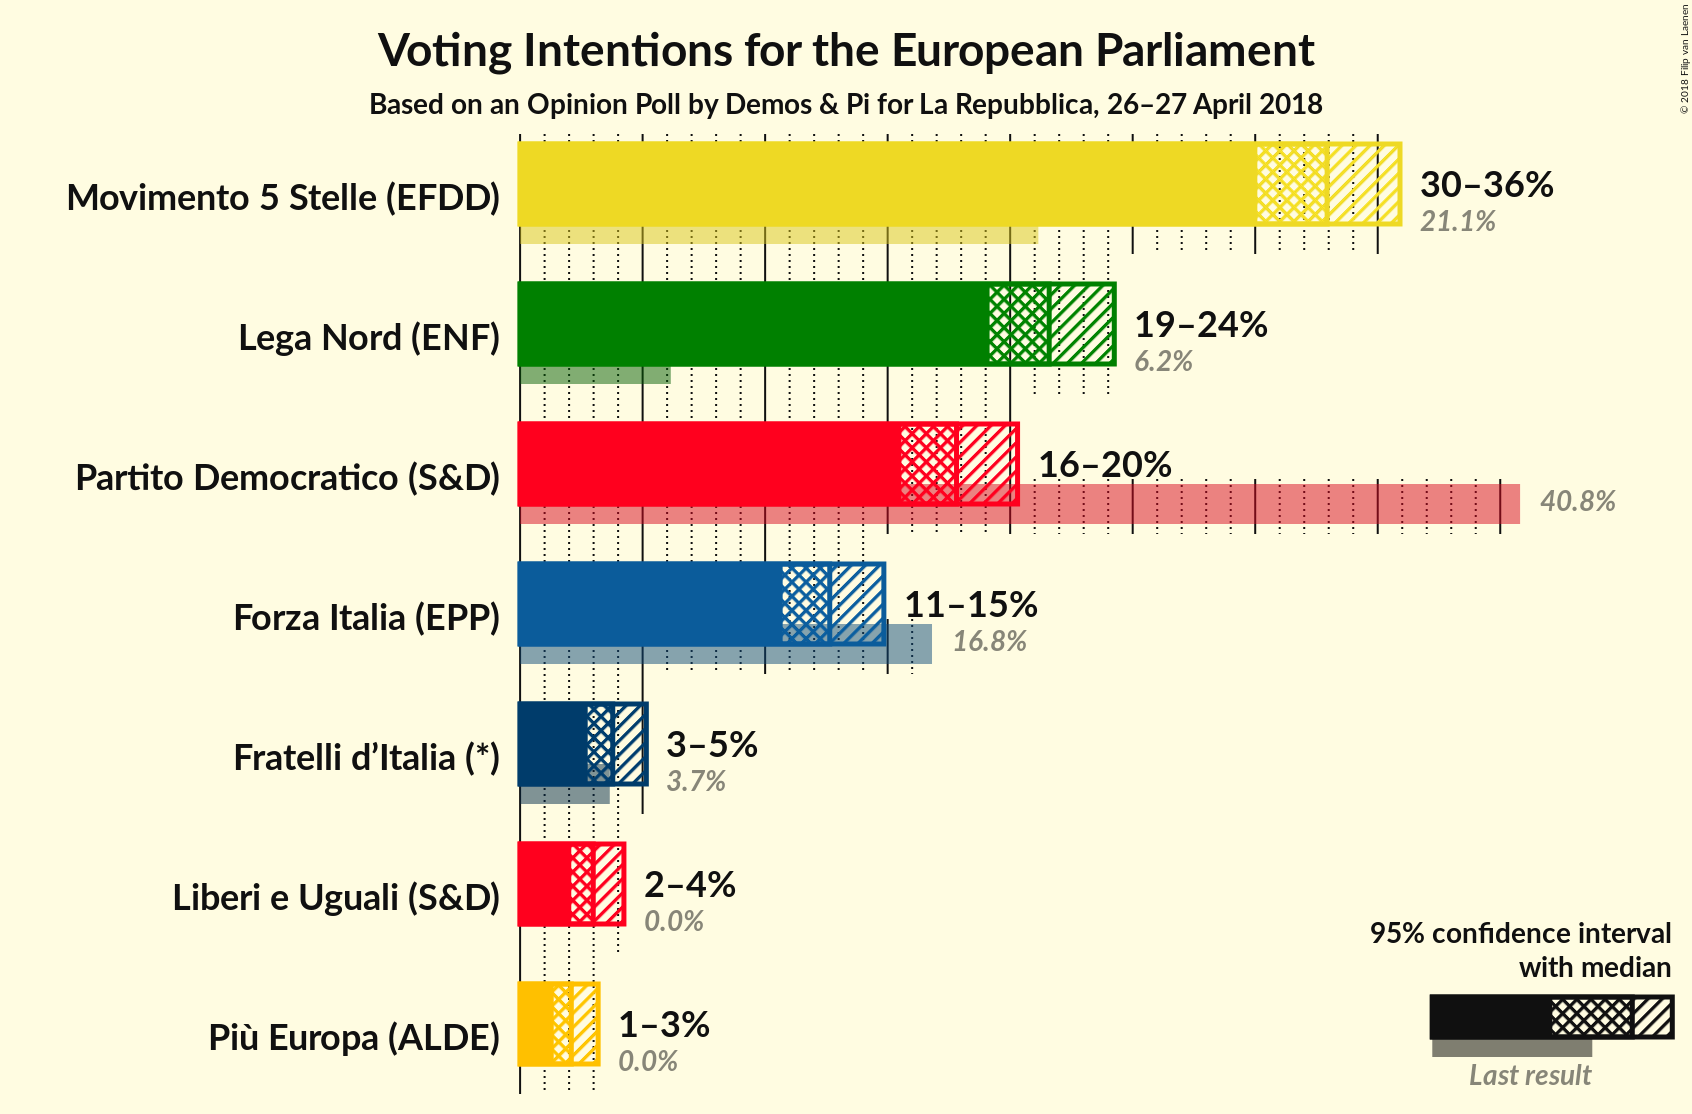 Voting Intentions for the European Parliament
Based on an Opinion Poll by Demos & Pi for La Repubblica, 26–27 April 2018
© 2018 Filip van Laenen
Movimento 5 Stelle (EFDD)
30–36%
21.1%
Lega Nord (ENF)
19–24%
6.2%
Partito Democratico (S&D)
16–20%
40.8%
Forza Italia (EPP)
11–15%
16.8%
Fratelli d’Italia (*)
3–5%
3.7%
Liberi e Uguali (S&D)
2–4%
0.0%
Più Europa (ALDE)
1–3%
0.0%
95% confidence interval
with median
Last result